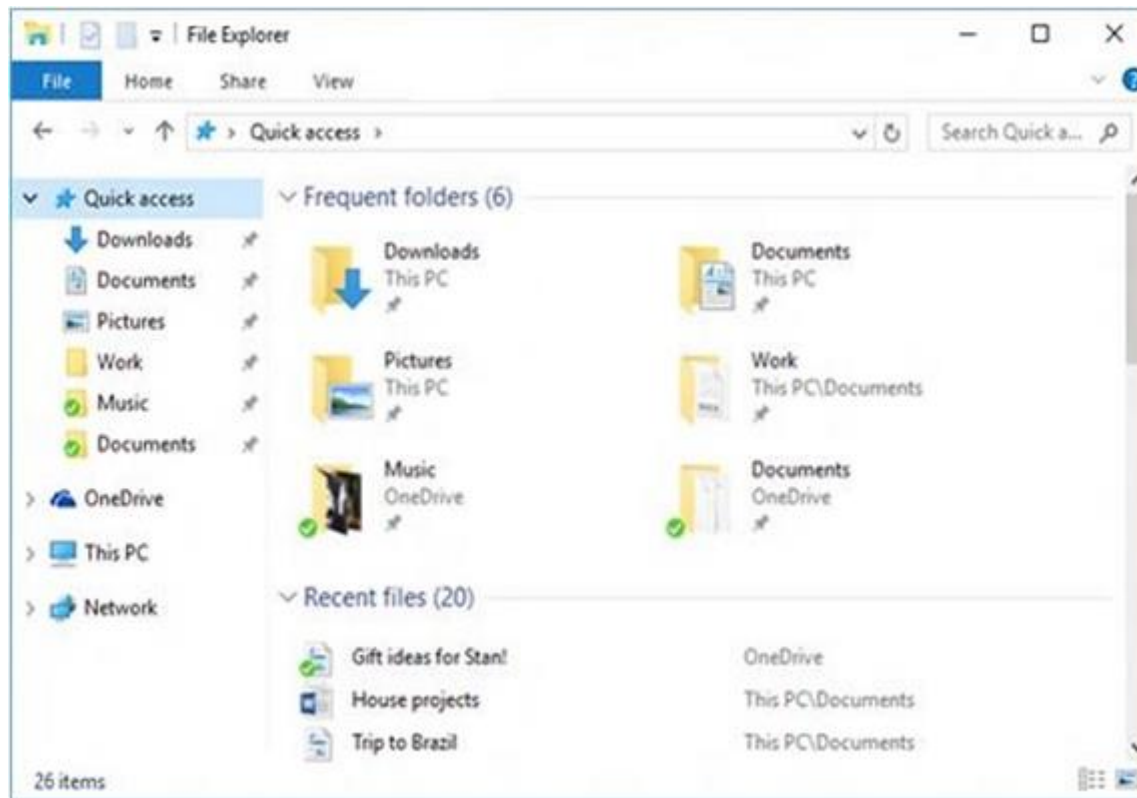 File Explorer
File Home Share View
Quick access
Search Quick a...
Quick access
Downloads
Documents
Pictures
Work
Music
Documents
OneDrive
This PC
Network
Frequent folders (6)
Downloads
This PC
Documents
This PC
Pictures
This PC
Work
This PC\Documents
Music
OneDrive
Documents
OneDrive
Recent files (20)
Gift ideas for Stan! OneDrive
House projects This PC\Documents
Trip to Brazil This PC\Documents
26 items